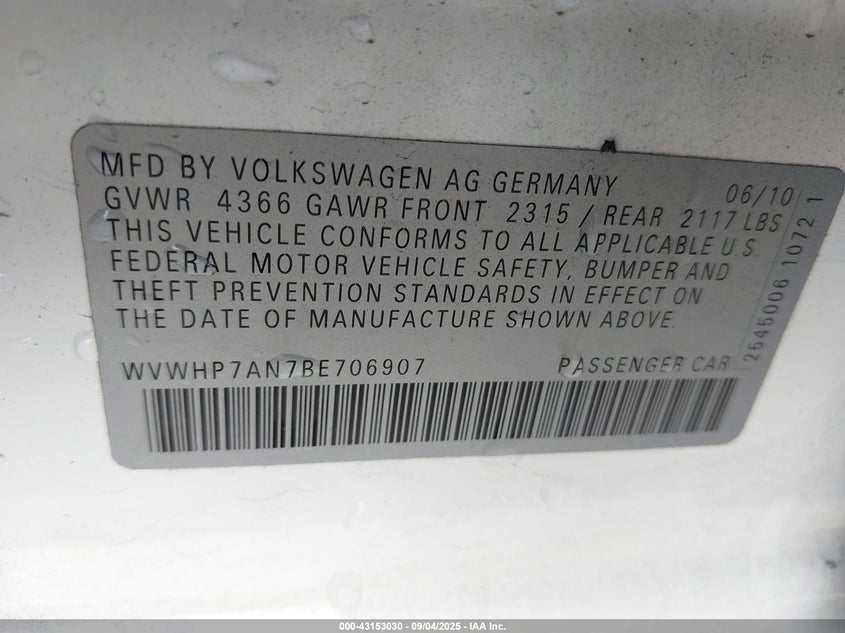 MFD BY VOLKSWAGEN AG GERMANY 06/10
GVWR 4366 GAWR FRONT 2315 / REAR 2117 LBS
THIS VEHICLE CONFORMS TO ALL APPLICABLE U.S.
FEDERAL MOTOR VEHICLE SAFETY, BUMPER AND
THEFT PREVENTION STANDARDS IN EFFECT ON
THE DATE OF MANUFACTURE SHOWN ABOVE.
WVWHP7AN7BE706907 PASSENGER CAR
2645006 1072 1
000-43153030 - 09/04/2025 - IAA Inc.